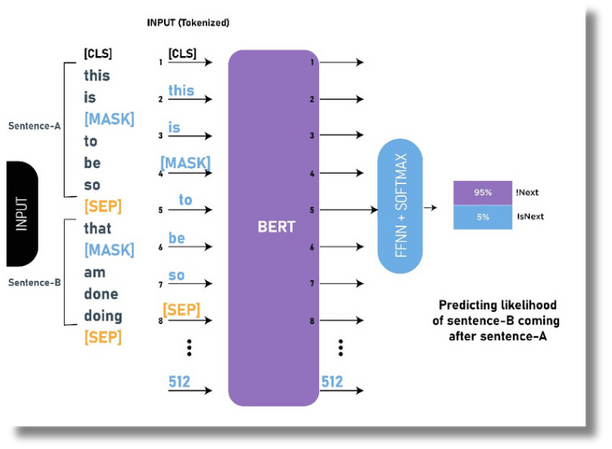 INPUT (Tokenized)
INPUT
Sentence-A
Sentence-B
[CLS]
this
is
[MASK]
to
be
so
[SEP]
that
[MASK]
am
done
doing
[SEP]
1 [CLS]
2 this
3 is
4 [MASK]
5 to
6 be
7 so
8 [SEP]
512
BERT
1
2
3
4
5
6
7
8
512
FFNN + SOFTMAX
95% !Next
5% IsNext
Predicting likelihood
of sentence-B coming
after sentence-A